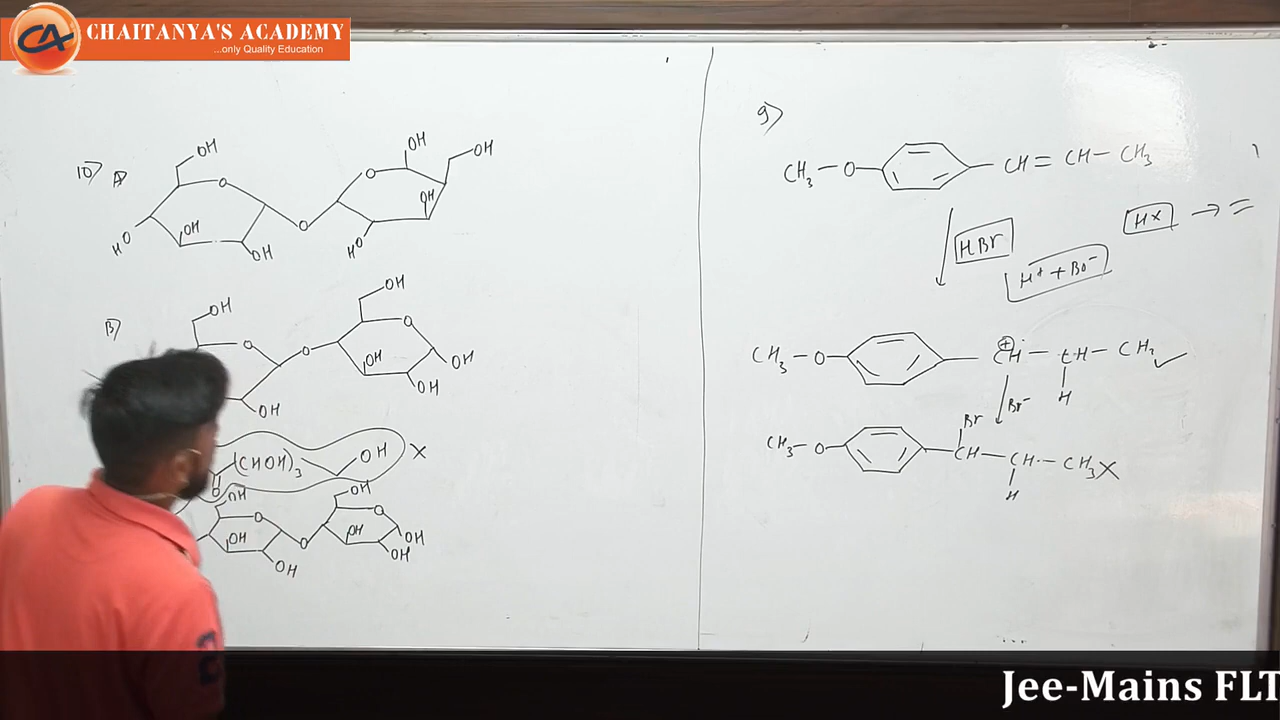 CHAITANYA'S ACADEMY
...only Quality Education
10) A)
OH
O
OH
HO
OH
O
O
OH
OH
OH
HO
B)
OH
O
OH
O
OH
O
OH
OH
OH
(CHOH)3
OH
X
O
OH
O
OH
OH
O
OH
O
OH
OH
OH
9)
CH3-O- -CH=CH-CH3
HBr
HX → =
H+ + Br-
CH3-O- -CH-CH-CH3
+
H
Br-
Br
CH3-O- -CH-CH-CH3 X
H
Jee-Mains FLT